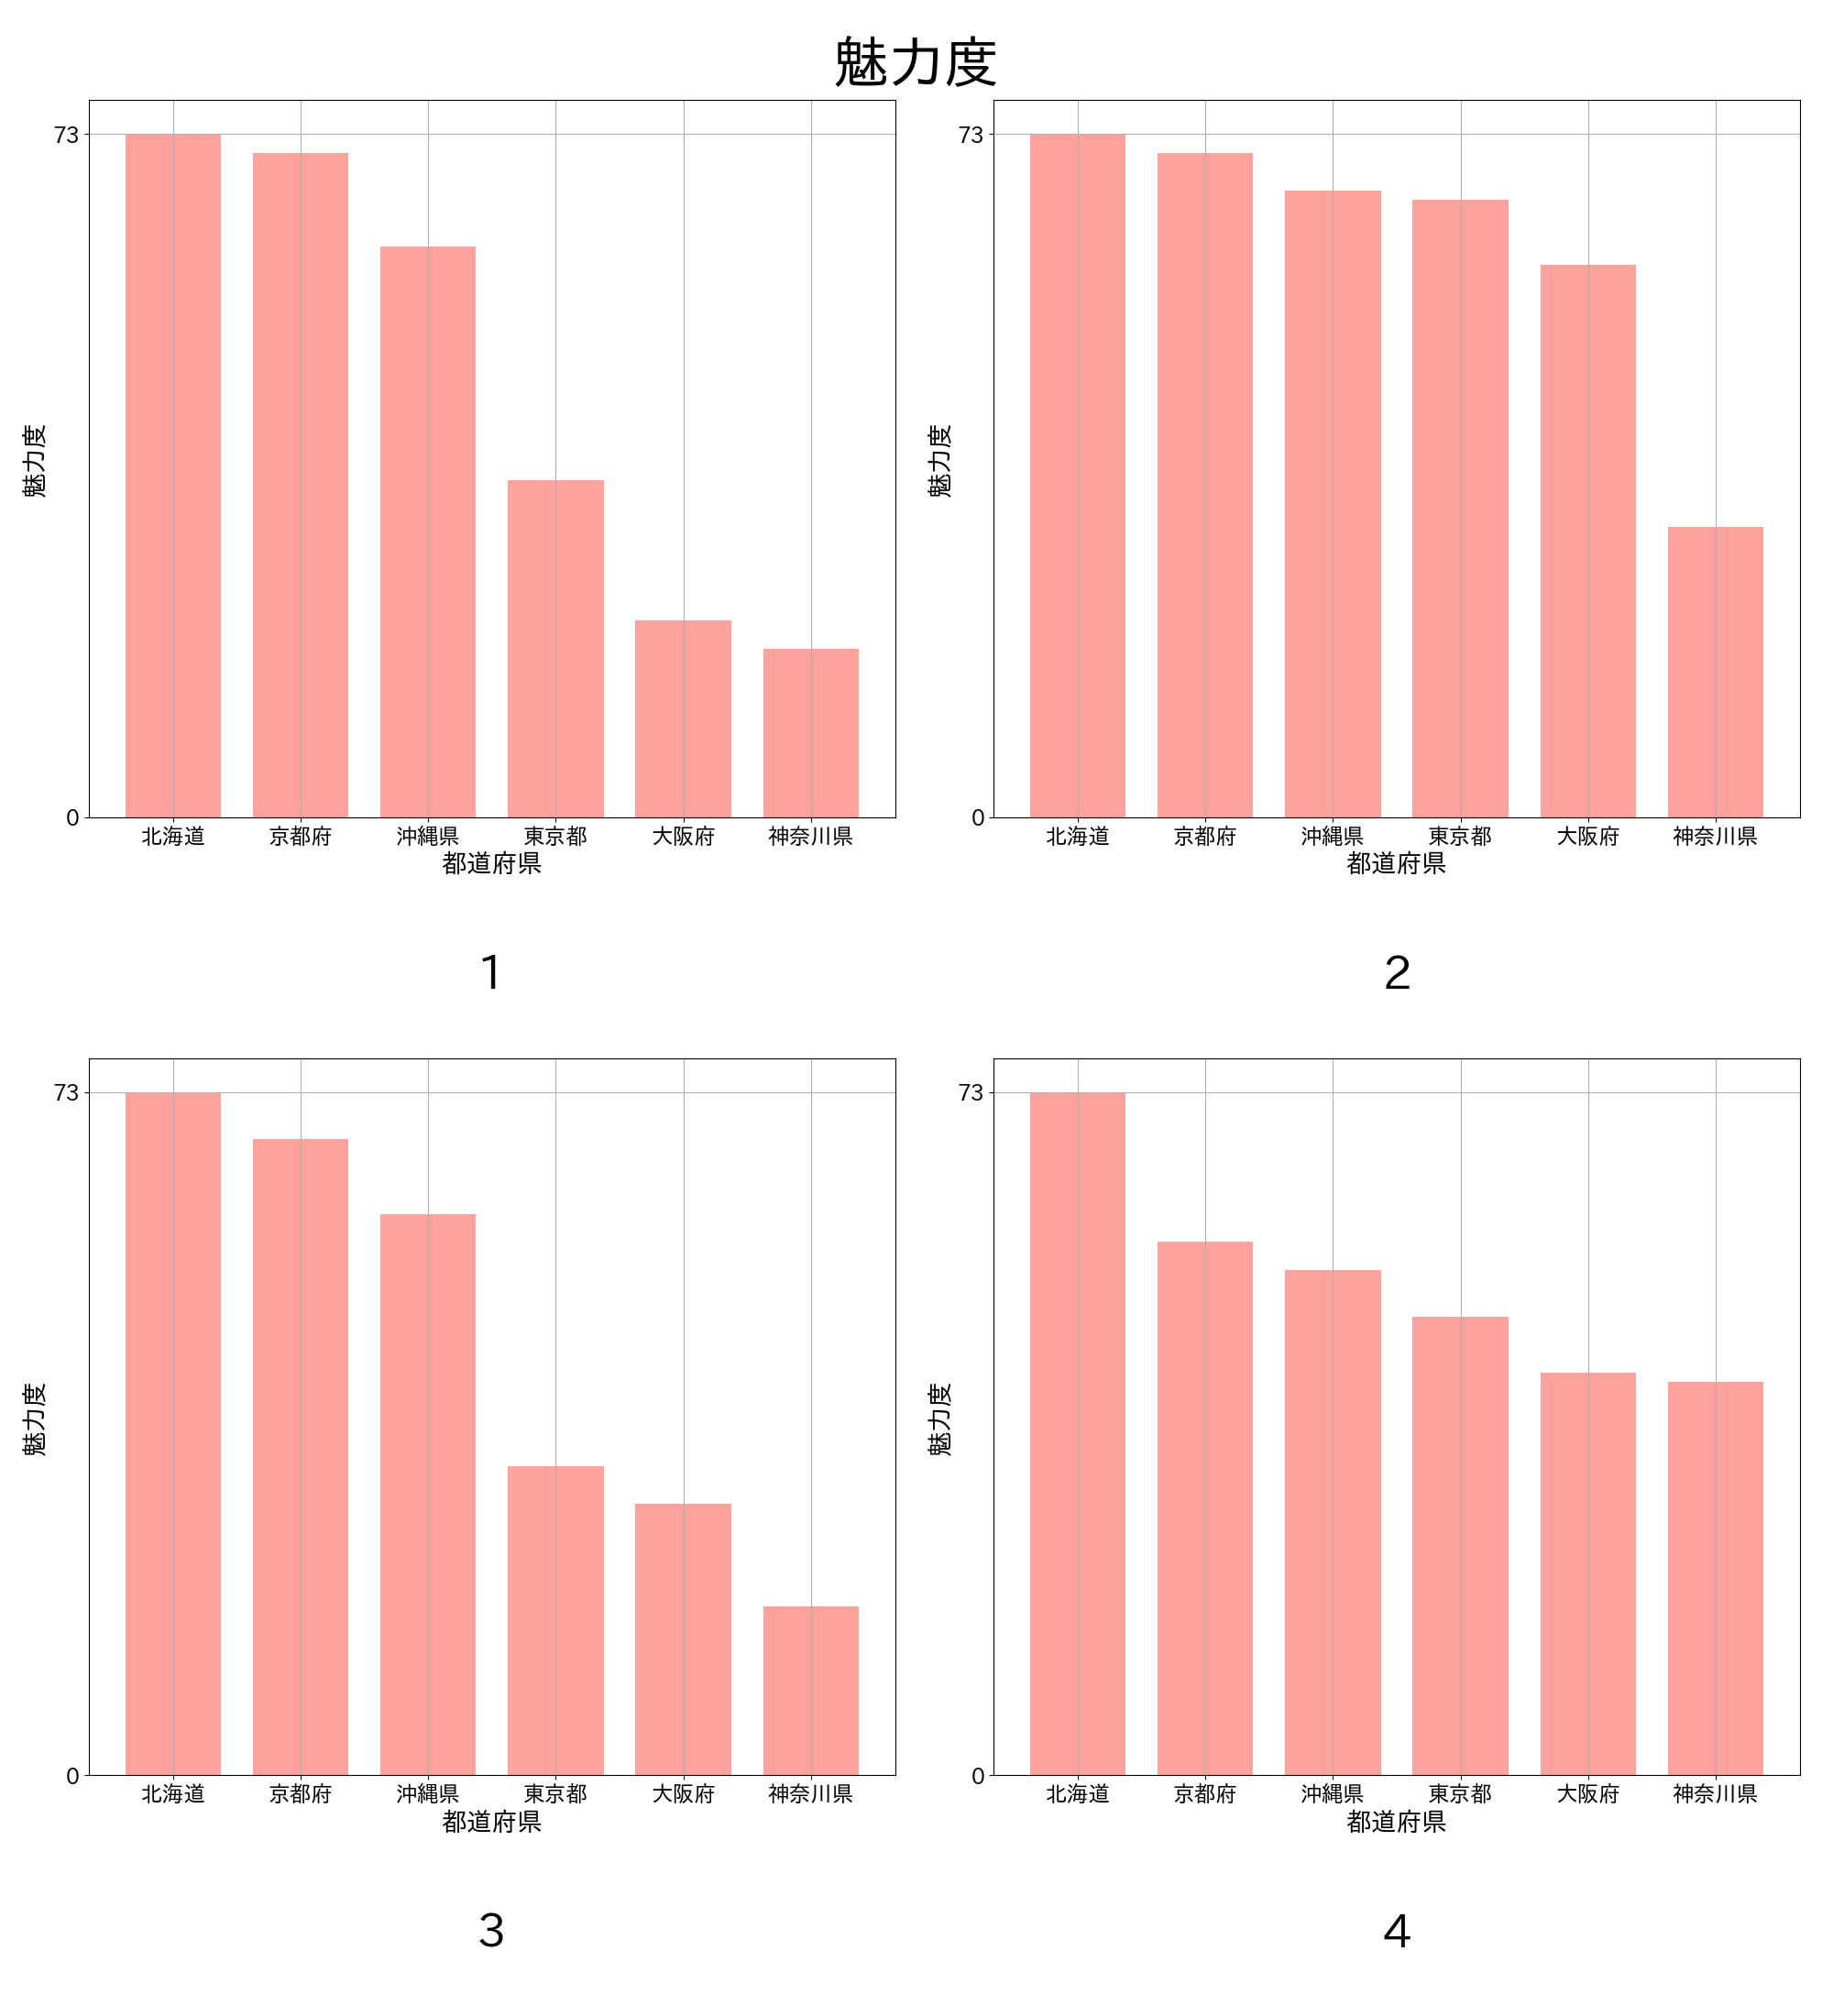 魅力度
73
0
魅力度
北海道 京都府 沖縄県 東京都 大阪府 神奈川県
都道府県
1
73
0
魅力度
北海道 京都府 沖縄県 東京都 大阪府 神奈川県
都道府県
2
73
0
魅力度
北海道 京都府 沖縄県 東京都 大阪府 神奈川県
都道府県
3
73
0
魅力度
北海道 京都府 沖縄県 東京都 大阪府 神奈川県
都道府県
4